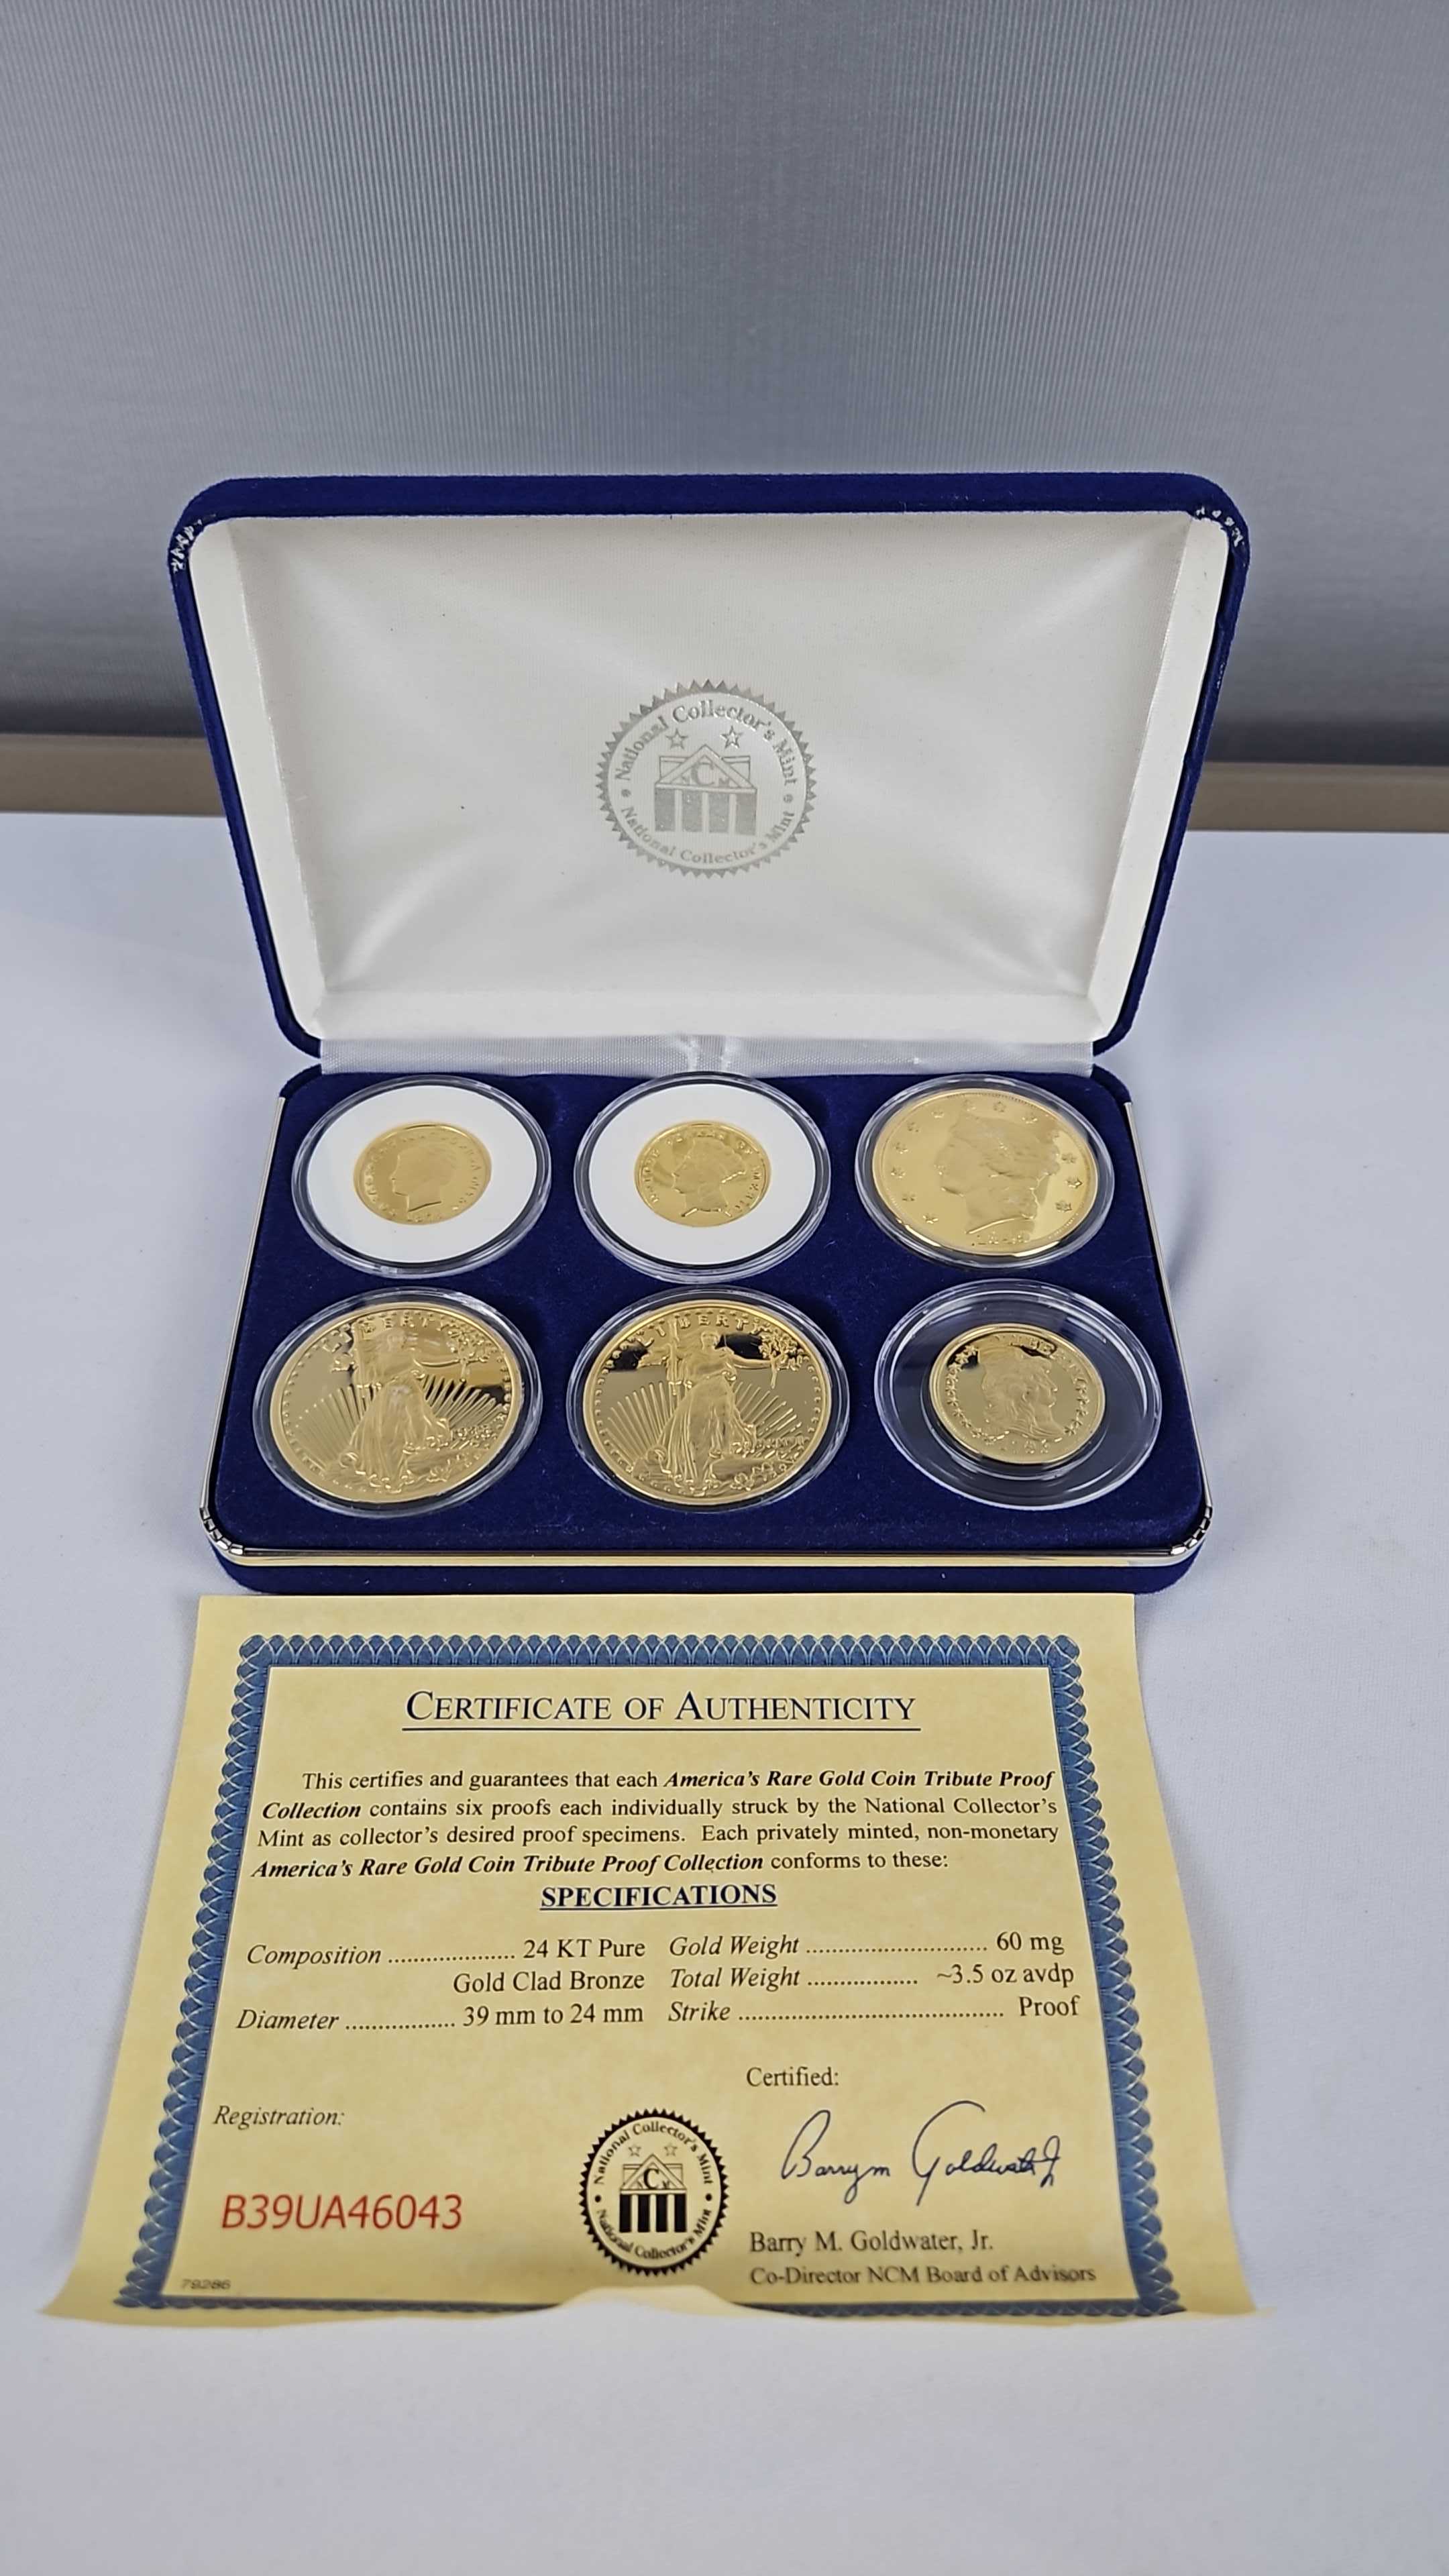 National Collector's Mint
NCM
National Collector's Mint
LIBERTY
LIBERTY
CERTIFICATE OF AUTHENTICITY
This certifies and guarantees that each America's Rare Gold Coin Tribute Proof
Collection contains six proofs each individually struck by the National Collector's
Mint as collector's desired proof specimens. Each privately minted, non-monetary
America's Rare Gold Coin Tribute Proof Collection conforms to these:
SPECIFICATIONS
Composition .................... 24 KT Pure
Gold Clad Bronze
Diameter ................. 39 mm to 24 mm
Gold Weight ............................ 60 mg
Total Weight ................. ~3.5 oz avdp
Strike ......................................... Proof
Certified:
Registration:
B39UA46043
National Collector's Mint
C
National Collector's Mint
Barry M Goldwater Jr
Barry M. Goldwater, Jr.
Co-Director NCM Board of Advisors
79286